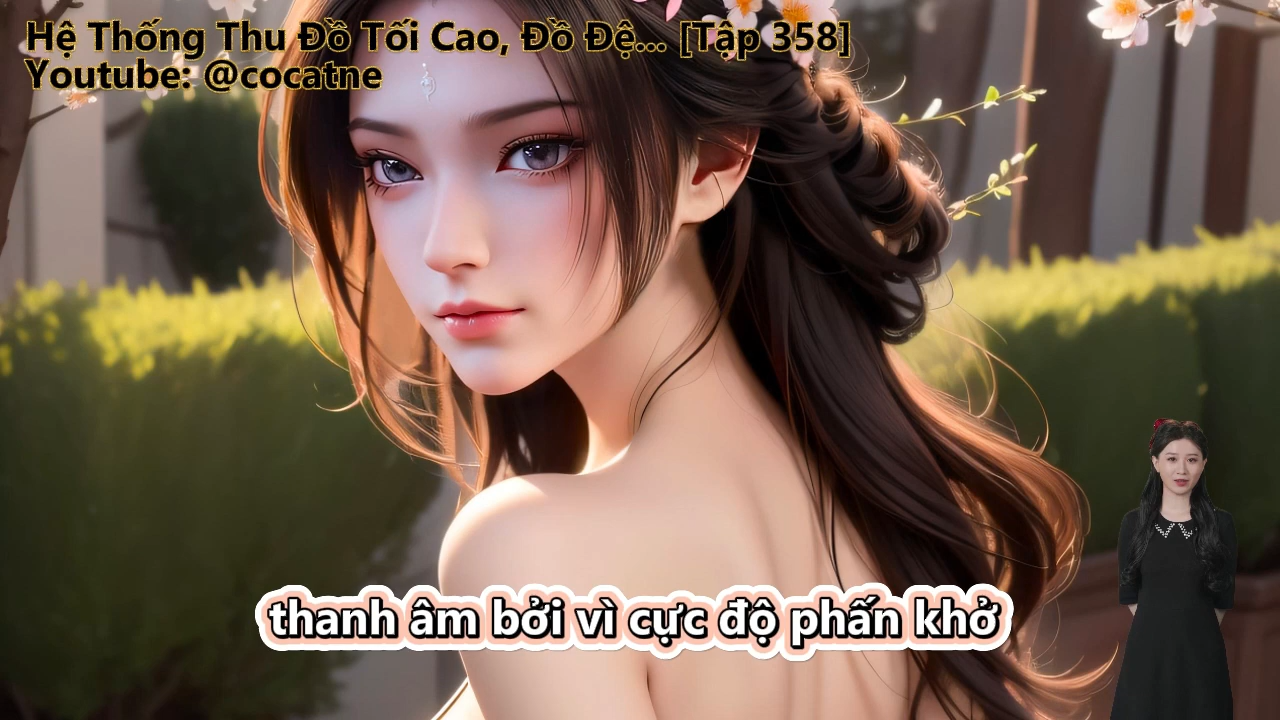 Hệ Thống Thu Đồ Tối Cao, Đồ Đệ... [Tập 358]
Youtube: @cocatne
thanh âm bởi vì cực độ phấn khở